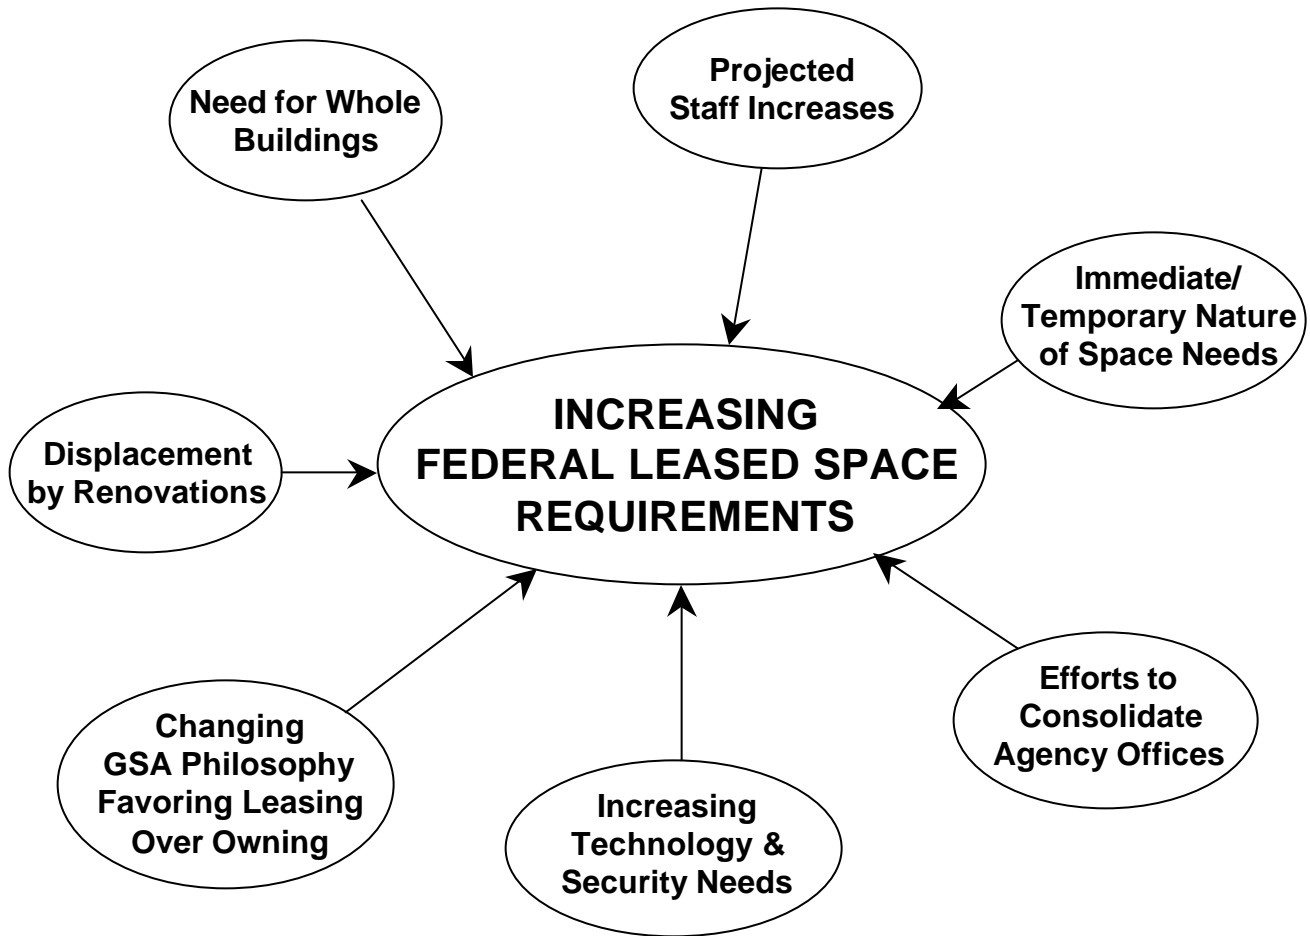 Projected
Staff Increases
Need for Whole
Buildings
Immediate/
Temporary Nature
of Space Needs
INCREASING
FEDERAL LEASED SPACE
REQUIREMENTS
Displacement
by Renovations
Efforts to
Consolidate
Agency Offices
Changing
GSA Philosophy
Favoring Leasing
Over Owning
Increasing
Technology &
Security Needs